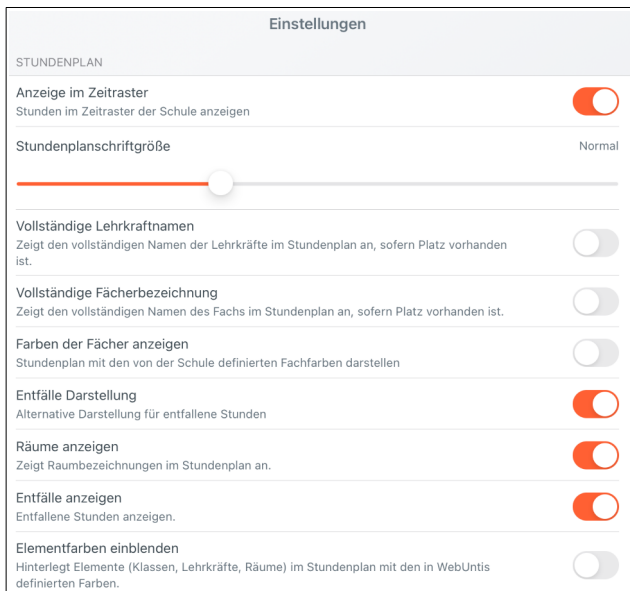 Einstellungen
STUNDENPLAN
Anzeige im Zeitraster
Stunden im Zeitraster der Schule anzeigen
Stundenplanschriftgröße
Normal
Vollständige Lehrkraftnamen
Zeigt den vollständigen Namen der Lehrkräfte im Stundenplan an, sofern Platz vorhanden
ist.
Vollständige Fächerbezeichnung
Zeigt den vollständigen Namen des Fachs im Stundenplan an, sofern Platz vorhanden ist.
Farben der Fächer anzeigen
Stundenplan mit den von der Schule definierten Fachfarben darstellen
Entfälle Darstellung
Alternative Darstellung für entfallene Stunden
Räume anzeigen
Zeigt Raumbezeichnungen im Stundenplan an.
Entfälle anzeigen
Entfallene Stunden anzeigen.
Elementfarben einblenden
Hinterlegt Elemente (Klassen, Lehrkräfte, Räume) im Stundenplan mit den in WebUntis
definierten Farben.